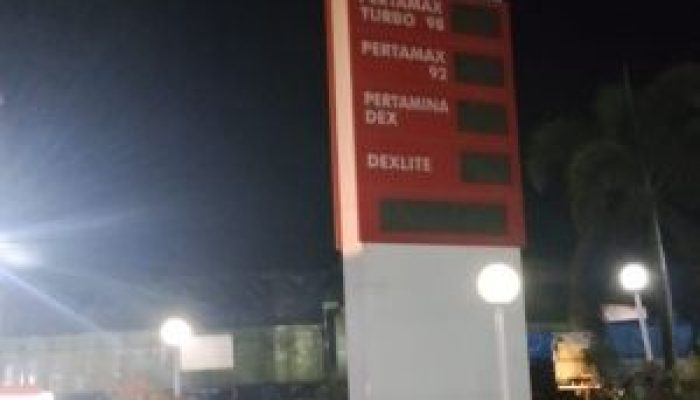 PERTAMAX
TURBO 98
PERTAMAX
92
PERTAMINA
DEX
DEXLITE